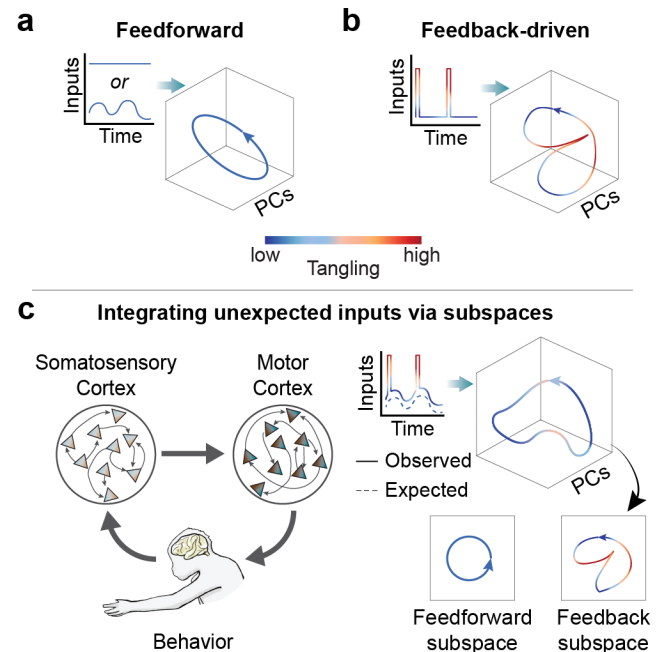 a
Feedforward
Inputs
or
Time
PCs
b
Feedback-driven
Inputs
Time
PCs
low
high
Tangling
c
Integrating unexpected inputs via subspaces
Somatosensory
Cortex
Motor
Cortex
Behavior
Inputs
Time
Observed
Expected
PCs
Feedforward
subspace
Feedback
subspace